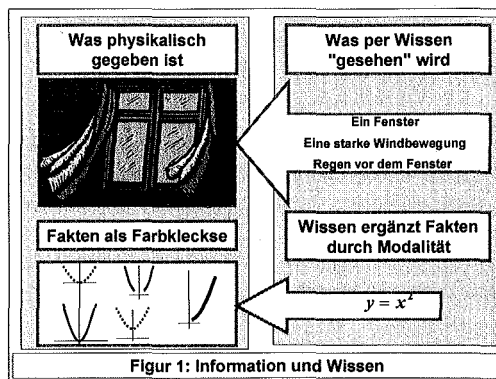 Was physikalisch
gegeben ist
Was per Wissen
"gesehen" wird
Ein Fenster
Eine starke Windbewegung
Regen vor dem Fenster
Fakten als Farbkleckse
Wissen ergänzt Fakten
durch Modalität
y = x²
Figur 1: Information und Wissen